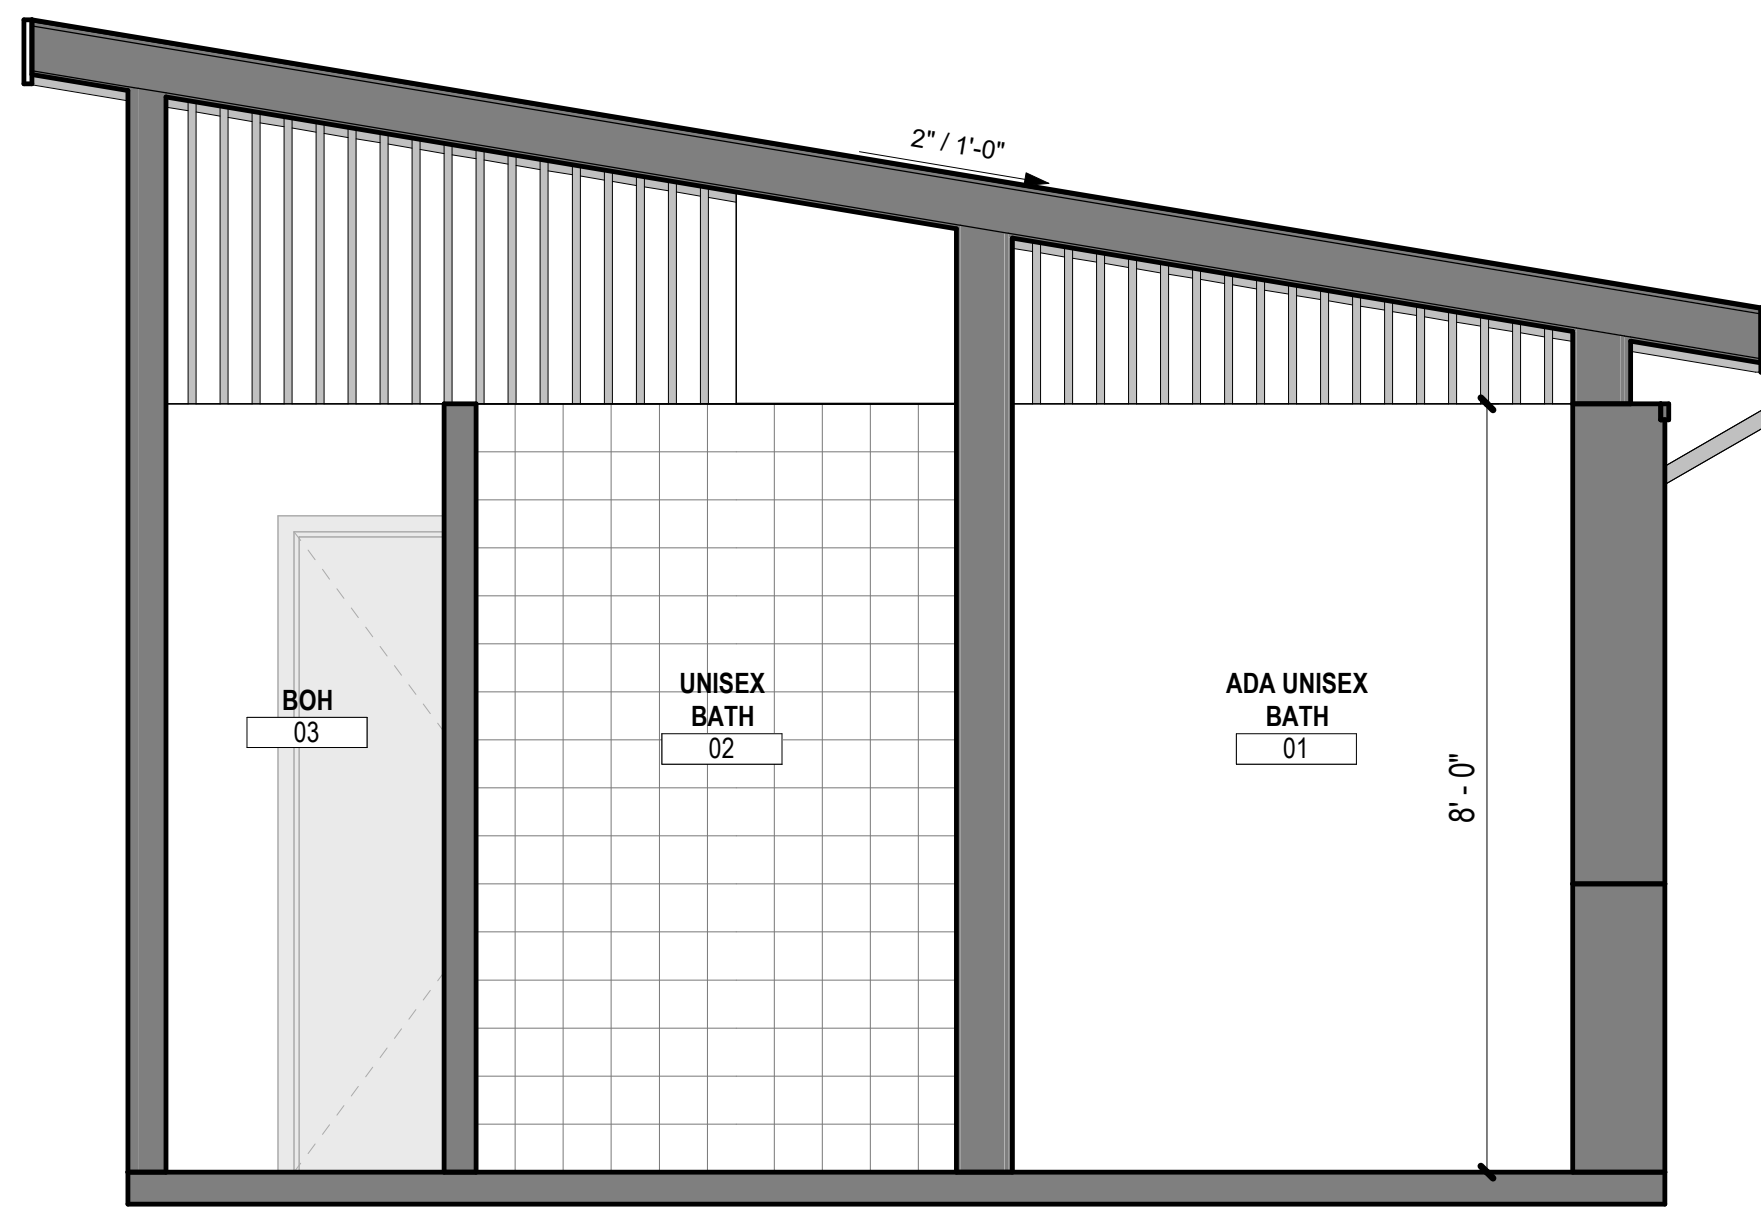 2" / 1'-0"
UNISEX
BATH
02
ADA UNISEX
BATH
01
BOH
03
8' - 0"